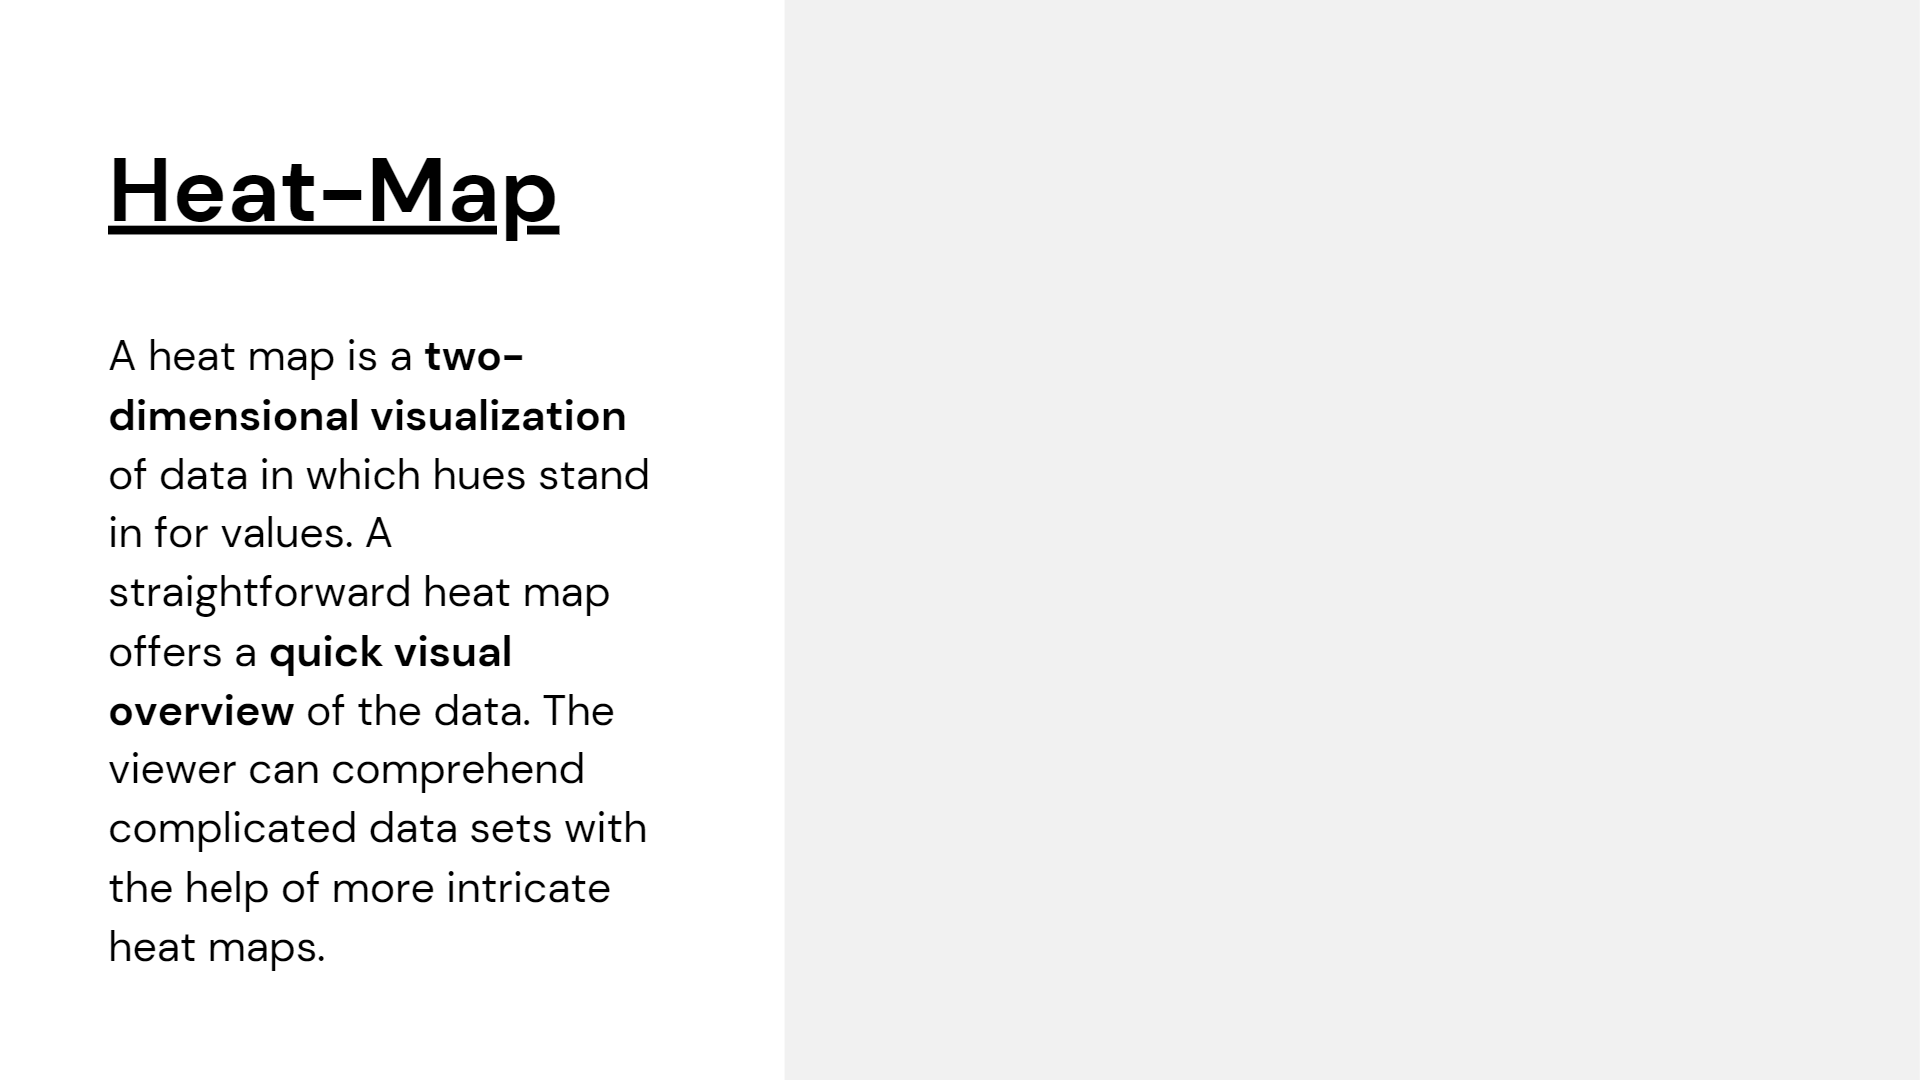 Heat-Map
A heat map is a two-
dimensional visualization
of data in which hues stand
in for values. A
straightforward heat map
offers a quick visual
overview of the data. The
viewer can comprehend
complicated data sets with
the help of more intricate
heat maps.